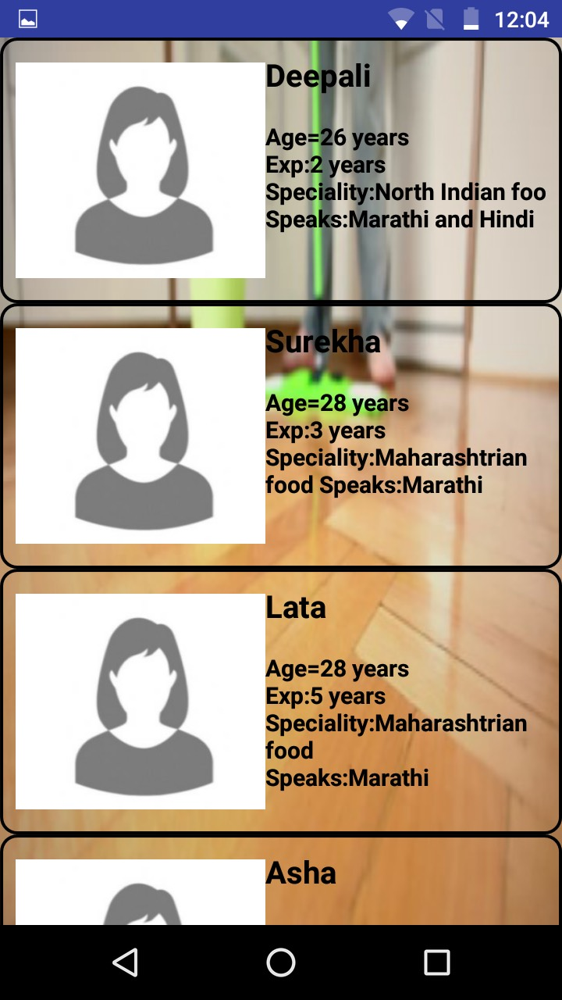 12:04
Deepali
Age=26 years
Exp:2 years
Speciality:North Indian foo
Speaks:Marathi and Hindi
Surekha
Age=28 years
Exp:3 years
Speciality:Maharashtrian
food Speaks:Marathi
Lata
Age=28 years
Exp:5 years
Speciality:Maharashtrian
food
Speaks:Marathi
Asha